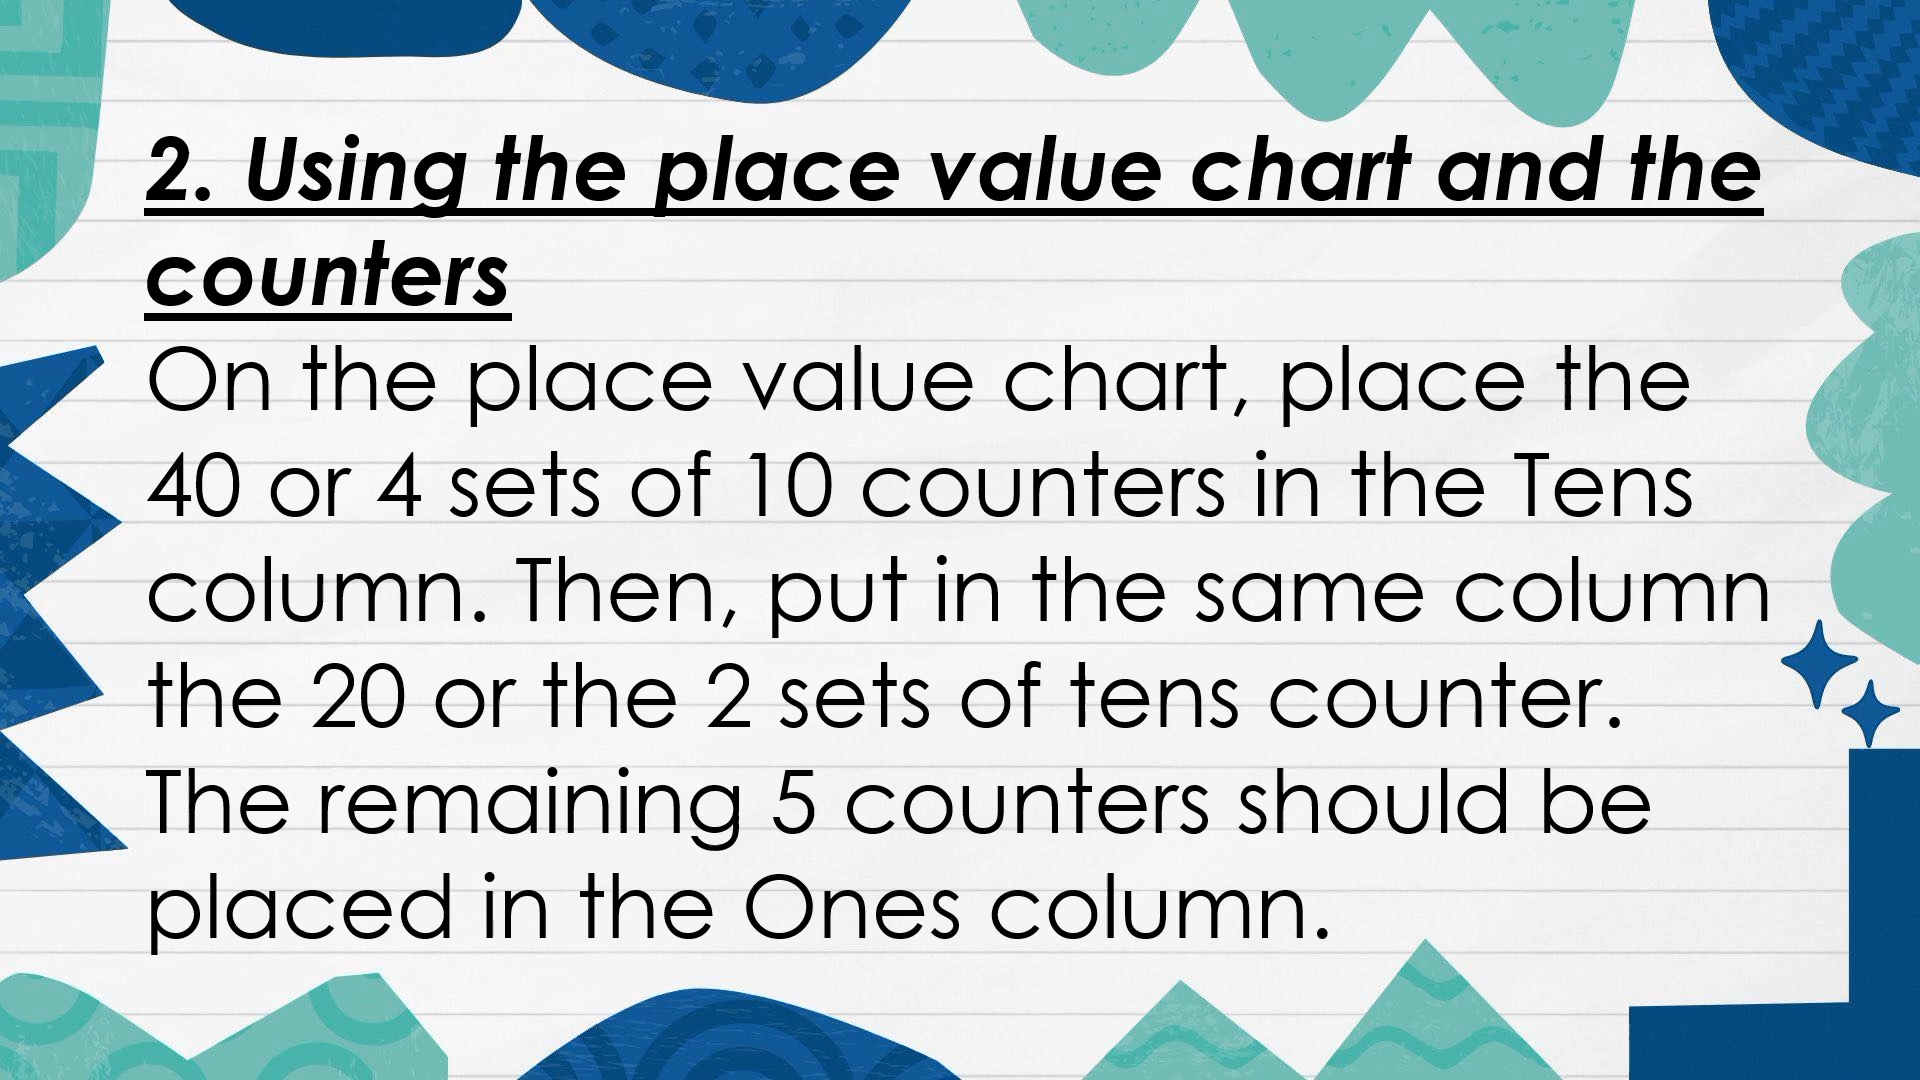 2. Using the place value chart and the
counters
On the place value chart, place the
40 or 4 sets of 10 counters in the Tens
column. Then, put in the same column
the 20 or the 2 sets of tens counter.
The remaining 5 counters should be
placed in the Ones column.